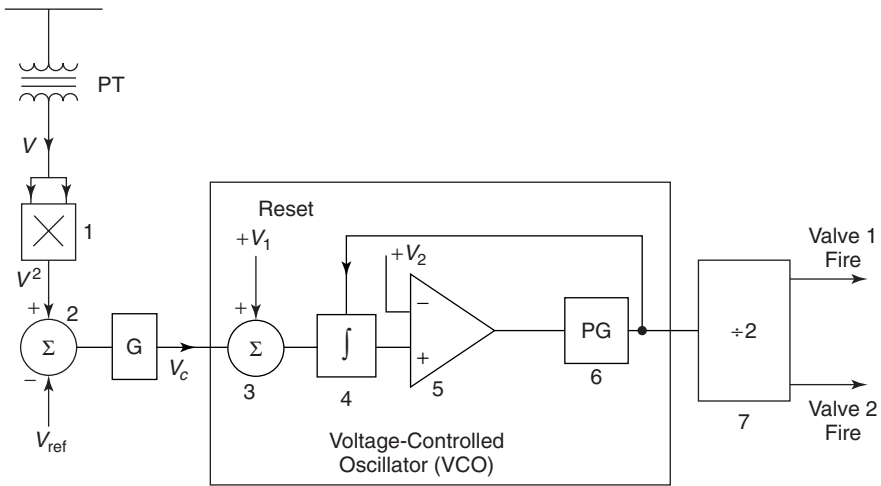 PT
V
1
V²
+
2
Σ
−
Vref
G
Vc
Reset
+V1
+
Σ
3
∫
4
+V2
−
+
5
PG
6
Voltage-Controlled
Oscillator (VCO)
÷2
7
Valve 1
Fire
Valve 2
Fire